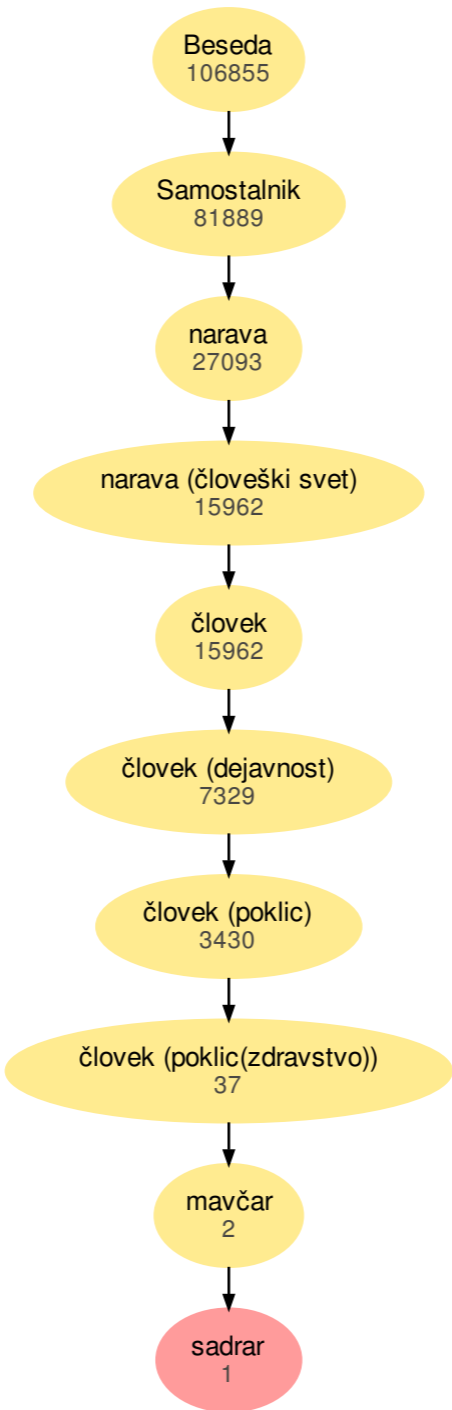 Beseda
106855
Samostalnik
81889
narava
27093
narava (človeški svet)
15962
človek
15962
človek (dejavnost)
7329
človek (poklic)
3430
človek (poklic(zdravstvo))
37
mavčar
2
sadrar
1